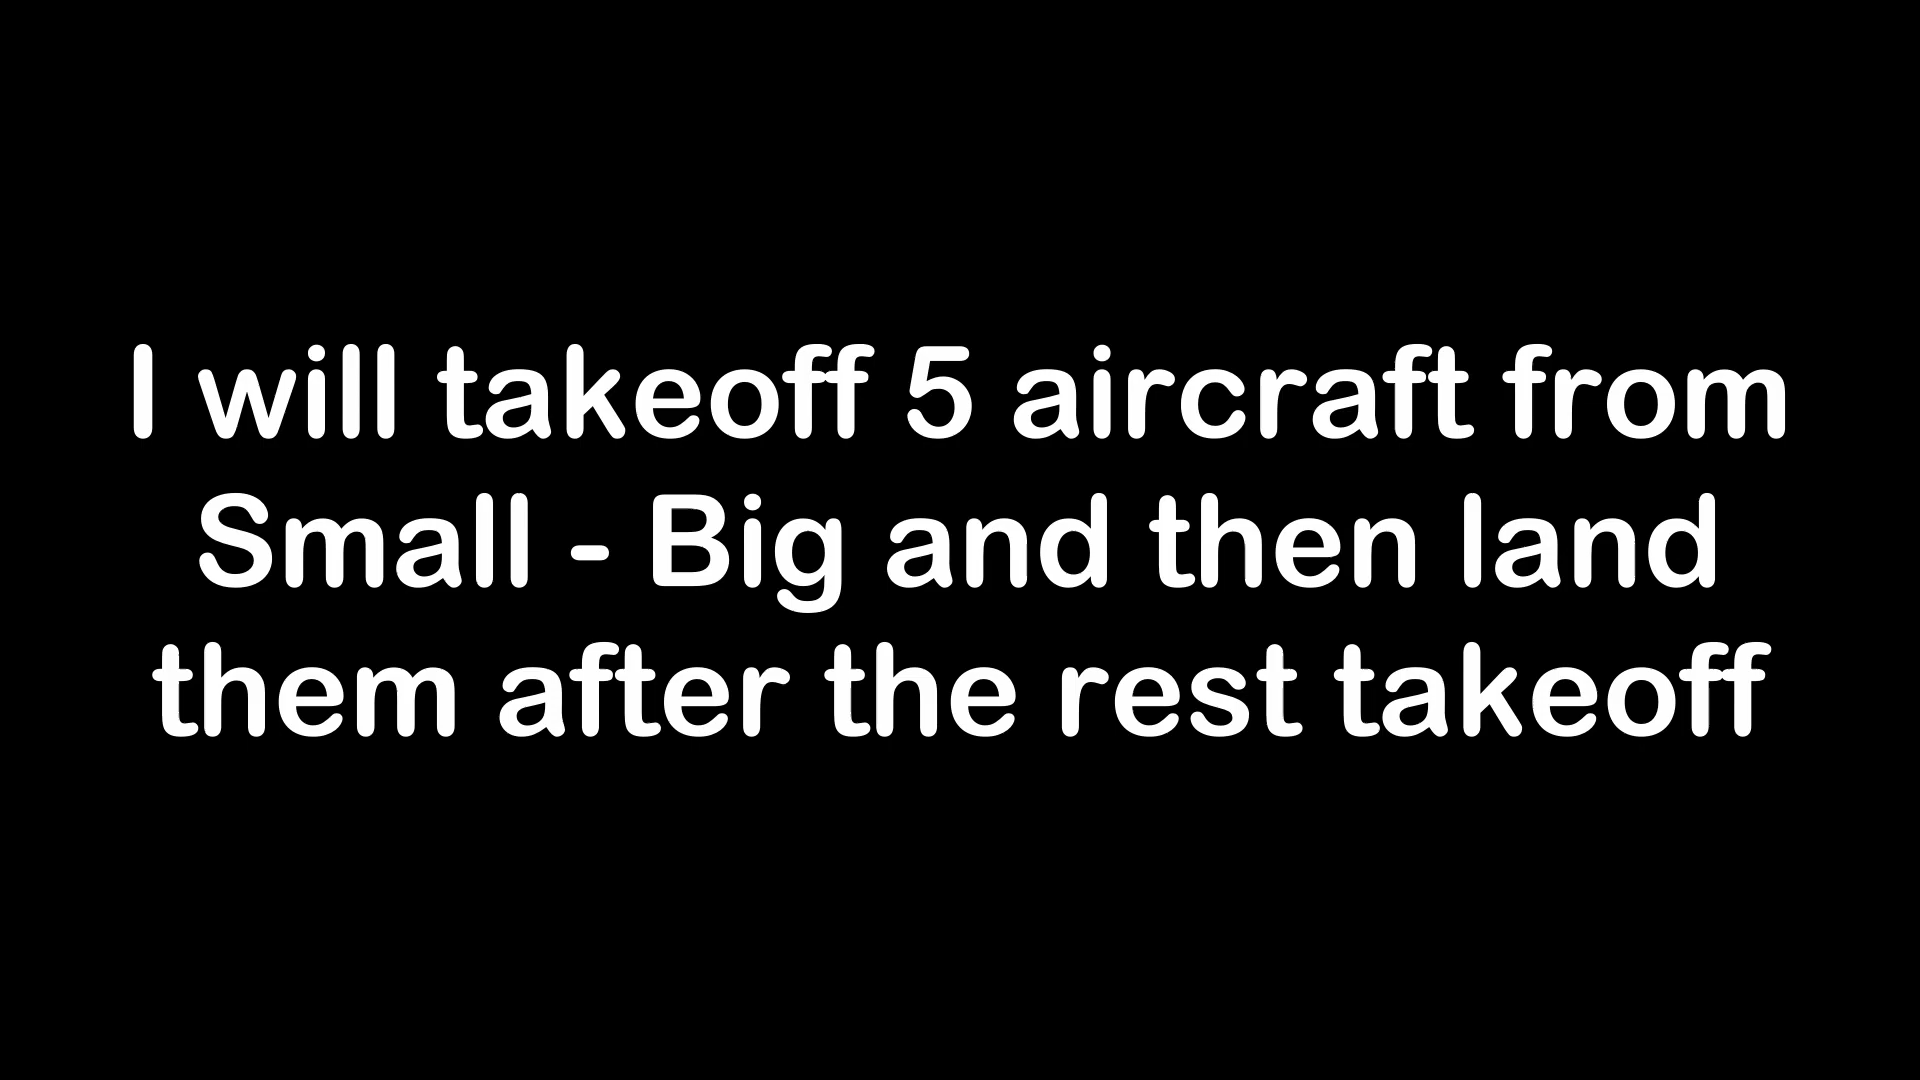 I will takeoff 5 aircraft from
Small - Big and then land
them after the rest takeoff